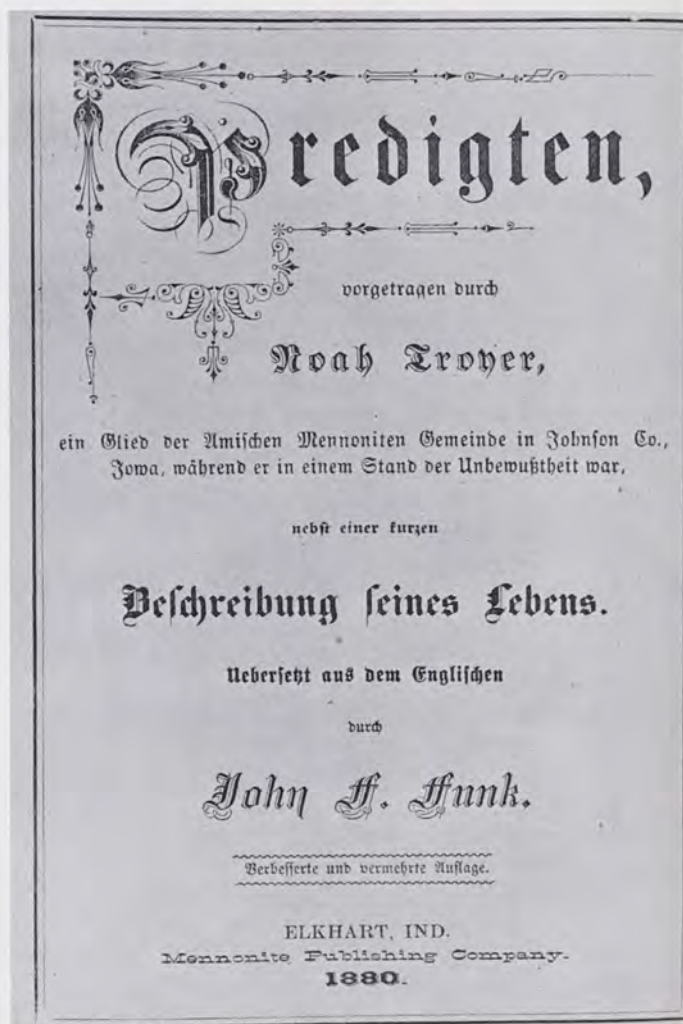 Predigten,
vorgetragen durch
Noah Troyer,
ein Glied der Amischen Mennoniten Gemeinde in Johnson Co.,
Iowa, während er in einem Stand der Unbewußtheit war,
nebst einer kurzen
Beschreibung seines Lebens.
Uebersetzt aus dem Englischen
durch
John F. Funk.
Verbesserte und vermehrte Auflage.
ELKHART, IND.
Mennonite Publishing Company.
1880.